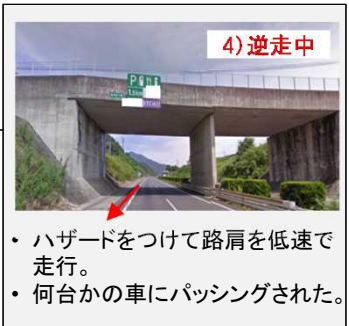 4)逆走中
P
・ ハザードをつけて路肩を低速で
走行。
・ 何台かの車にパッシングされた。